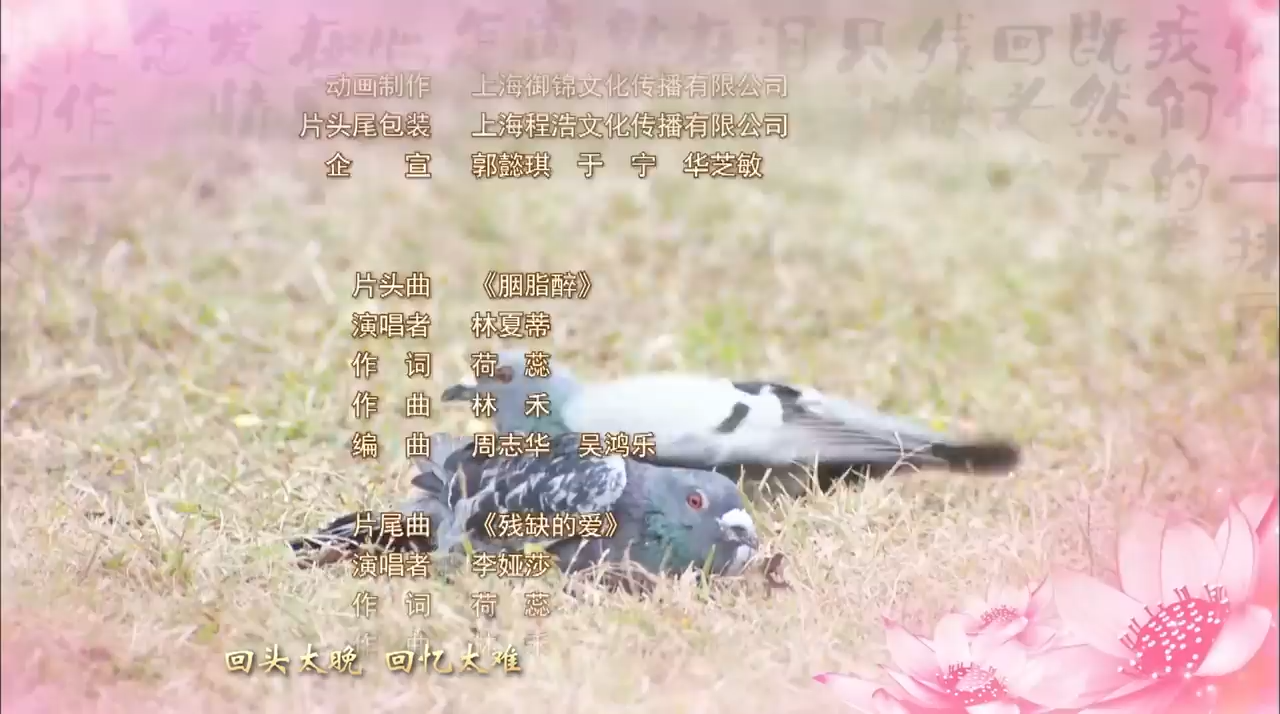 动画制作 上海御锦文化传播有限公司
片头尾包装 上海程浩文化传播有限公司
企 宣 郭懿琪 于 宁 华芝敏
片头曲 《胭脂醉》
演唱者 林夏蒂
作 词 荷 蕊
作 曲 林 禾
编 曲 周志华 吴鸿乐
片尾曲 《残缺的爱》
演唱者 李娅莎
作 词 荷 蕊
作 曲 林 禾
回头太晚 回忆太难